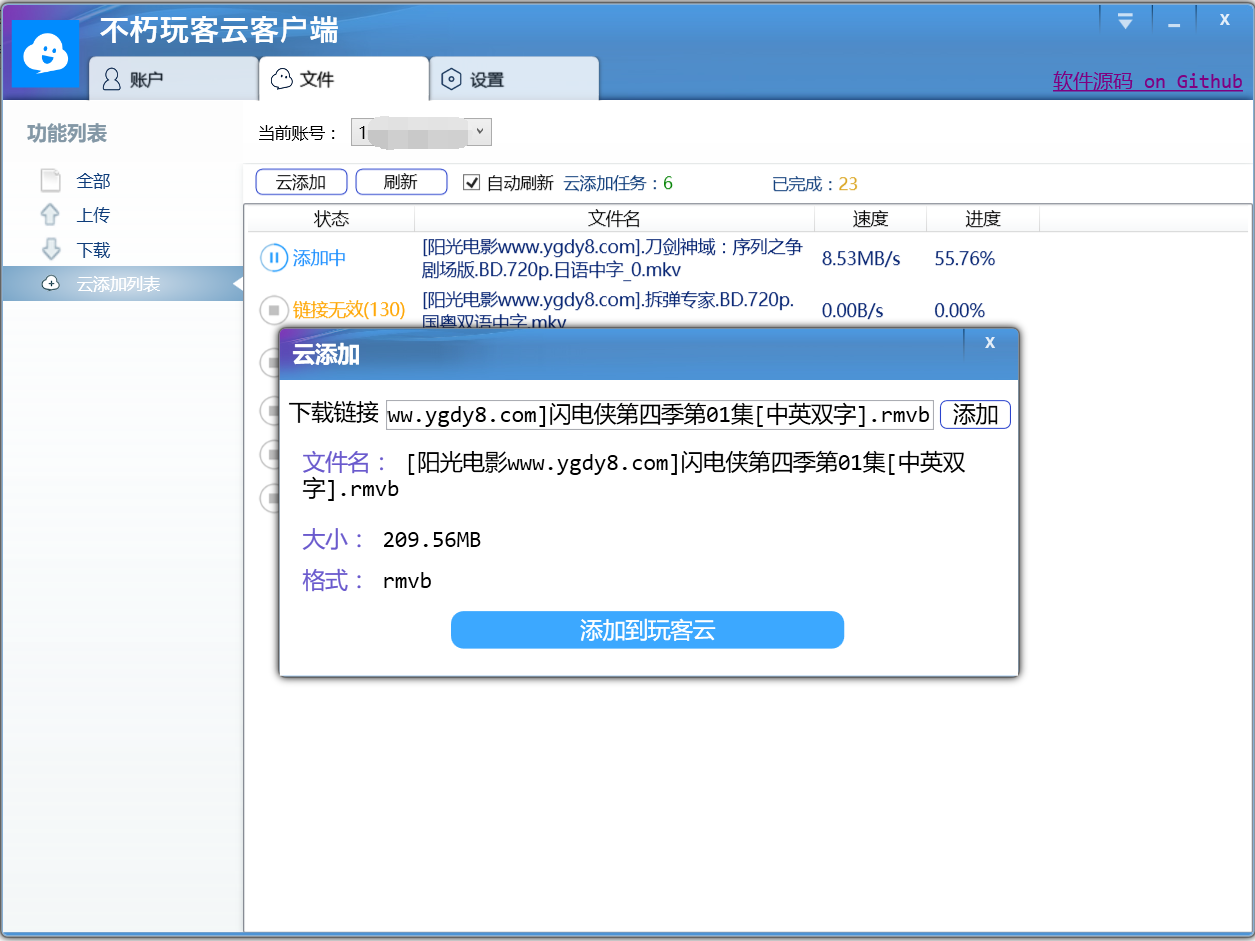 不朽玩客云客户端
X
账户
文件
设置
软件源码 on Github
功能列表
全部
上传
下载
云添加列表
当前账号： 1
云添加 刷新 自动刷新 云添加任务：6 已完成：23
状态 文件名 速度 进度
添加中 [阳光电影www.ygdy8.com].刀剑神域：序列之争 8.53MB/s 55.76%
剧场版.BD.720p.日语中字_0.mkv
链接无效(130) [阳光电影www.ygdy8.com].拆弹专家.BD.720p. 0.00B/s 0.00%
国粤双语中字.mkv
云添加 X
下载链接 ww.ygdy8.com]闪电侠第四季第01集[中英双字].rmvb 添加
文件名： [阳光电影www.ygdy8.com]闪电侠第四季第01集[中英双
字].rmvb
大小： 209.56MB
格式： rmvb
添加到玩客云